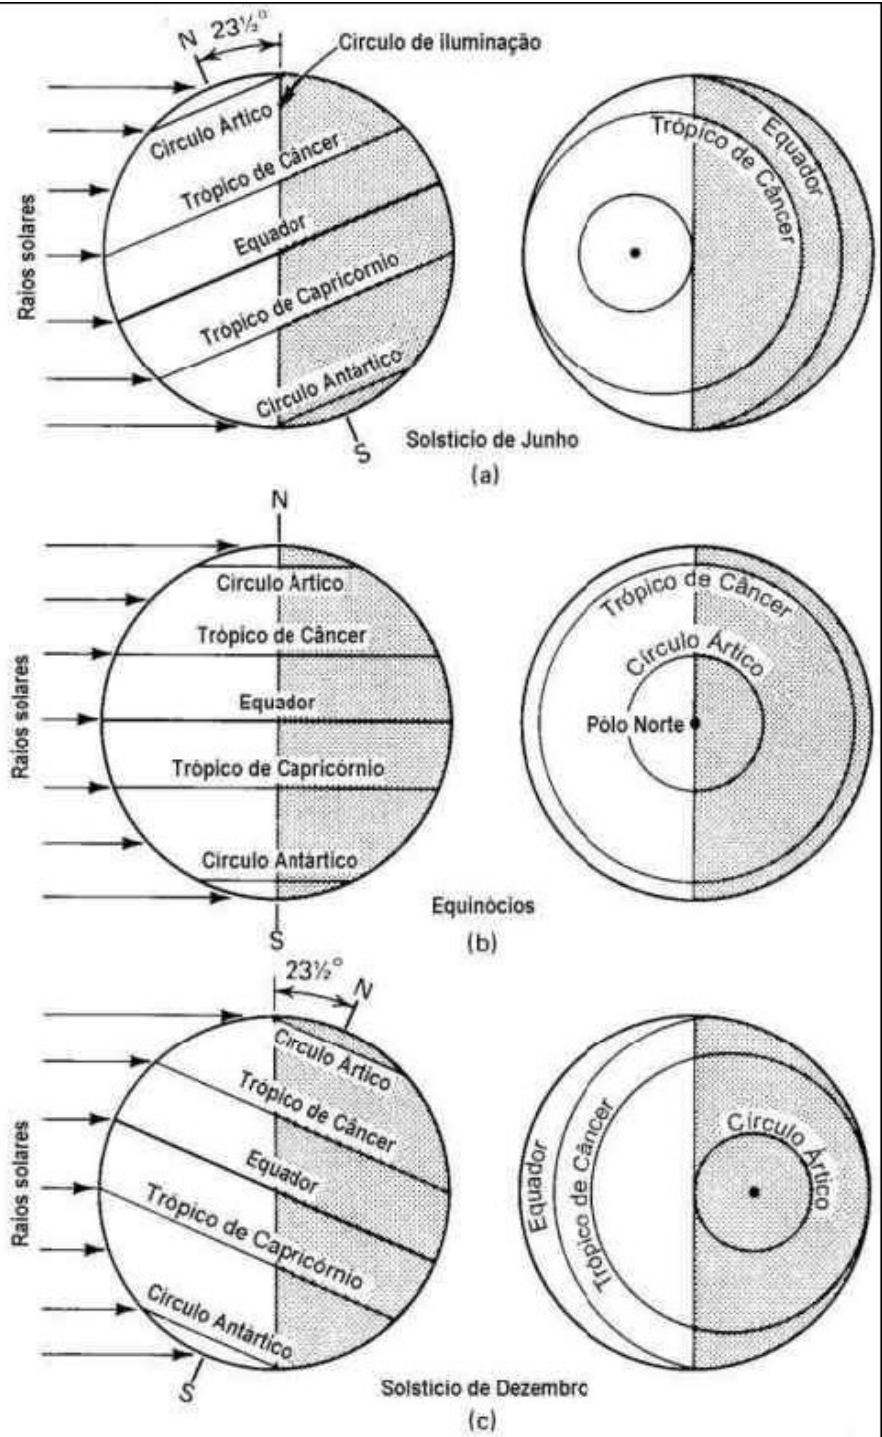 N
23½°
Círculo de iluminação
Círculo Ártico
Trópico de Câncer
Equador
Trópico de Capricórnio
Círculo Antártico
S
Raios solares
Trópico de Câncer
Equador
Solstício de Junho
(a)
N
Círculo Ártico
Trópico de Câncer
Equador
Trópico de Capricórnio
Círculo Antártico
S
Raios solares
Trópico de Câncer
Círculo Ártico
Pólo Norte
Equinócios
(b)
23½°
N
Círculo Ártico
Trópico de Câncer
Equador
Trópico de Capricórnio
Círculo Antártico
S
Raios solares
Equador
Trópico de Câncer
Círculo Ártico
Solstício de Dezembro
(c)